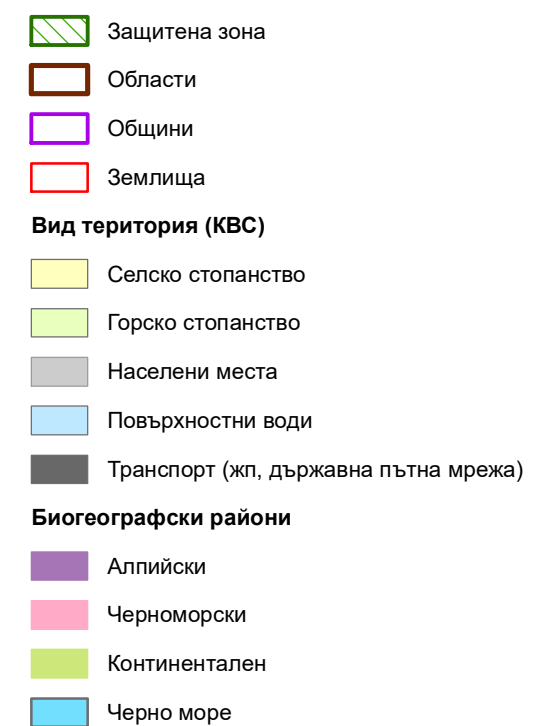 Защитена зона
Области
Общини
Землища
Вид територия (КВС)
Селско стопанство
Горско стопанство
Населени места
Повърхностни води
Транспорт (жп, държавна пътна мрежа)
Биогеографски райони
Алпийски
Черноморски
Континентален
Черно море